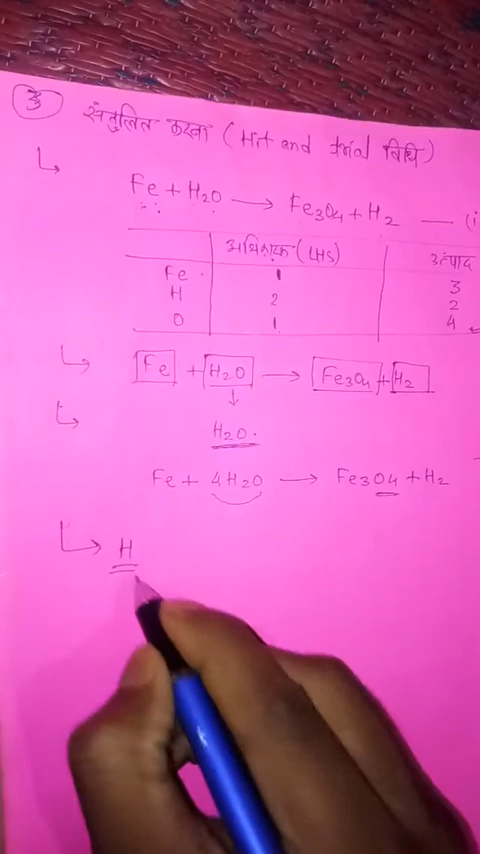 3 संतुलित करना (Hit and trial विधि)
Fe + H2O → Fe3O4 + H2 — (i
अभिकारक (LHS) उत्पाद
Fe 1 3
H 2 2
O 1 4
Fe + H2O → Fe3O4 + H2
H2O.
Fe + 4H2O → Fe3O4 + H2
H